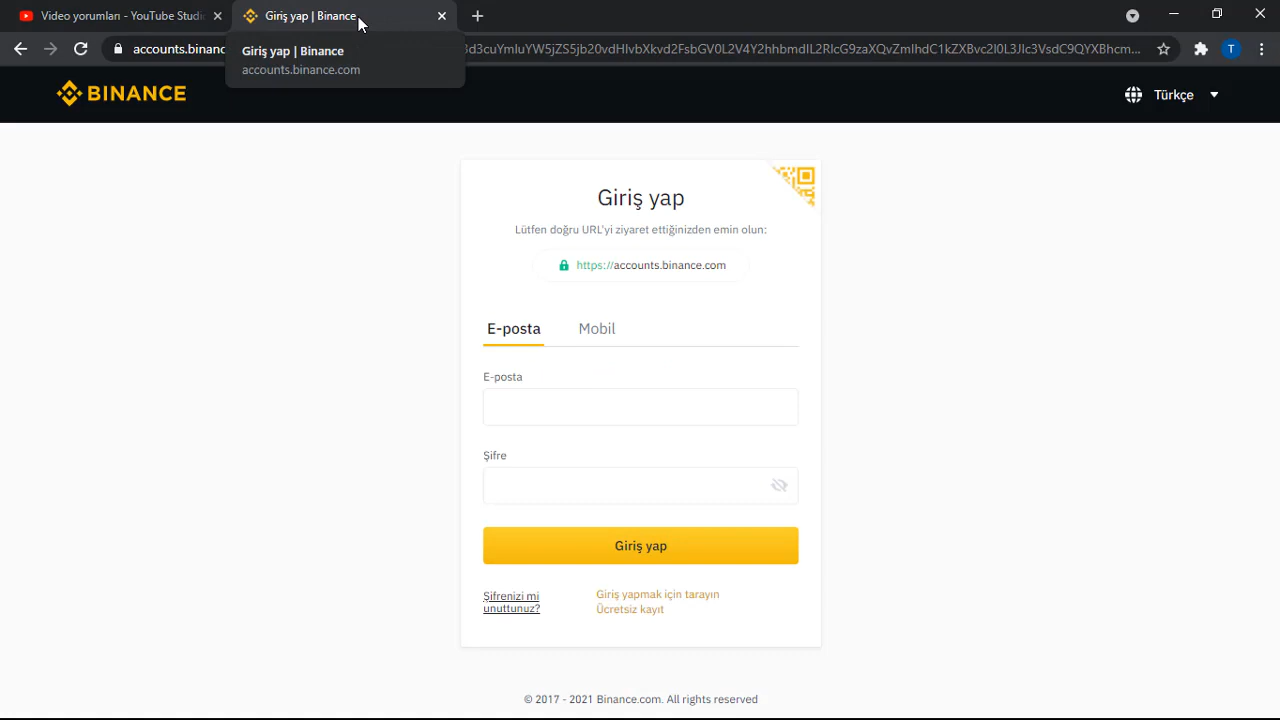 Video yorumları - YouTube Studi
Giriş yap | Binance
accounts.binanc
Giriş yap | Binance
accounts.binance.com
T
BINANCE
Türkçe
Giriş yap
Lütfen doğru URL'yi ziyaret ettiğinizden emin olun:
https://accounts.binance.com
E-posta
Mobil
E-posta
Şifre
Giriş yap
Şifrenizi mi
unuttunuz?
Giriş yapmak için tarayın
Ücretsiz kayıt
© 2017 - 2021 Binance.com. All rights reserved